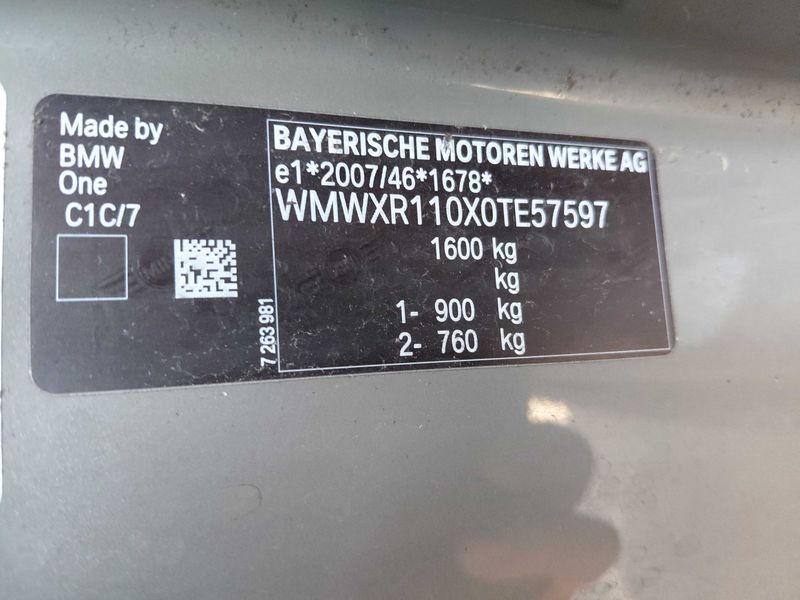 Made by
BMW
One
C1C/7
BAYERISCHE MOTOREN WERKE AG
e1*2007/46*1678*
WMWXR110X0TE57597
1600 kg
kg
1- 900 kg
2- 760 kg
7 263 981